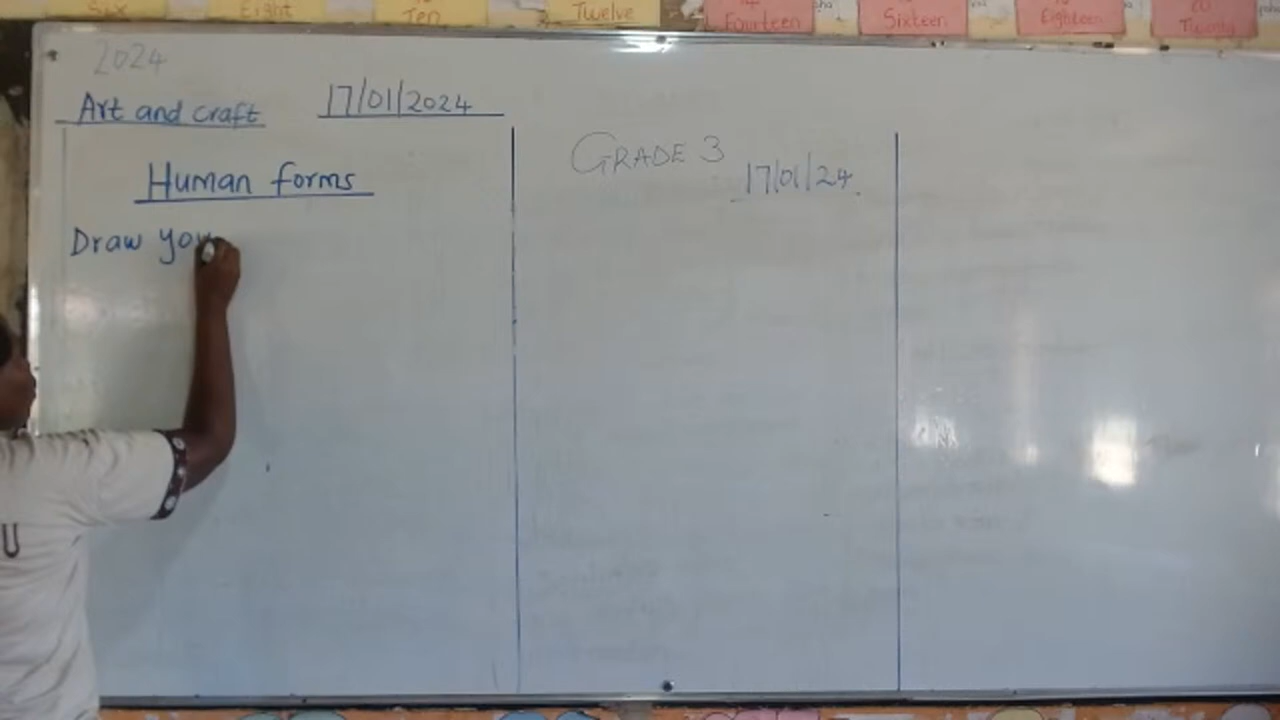 Six Eight Ten Twelve Fourteen Sixteen Eighteen Twenty
2024
Art and craft 17/01/2024
Human forms
Draw you
GRADE 3
17/01/24